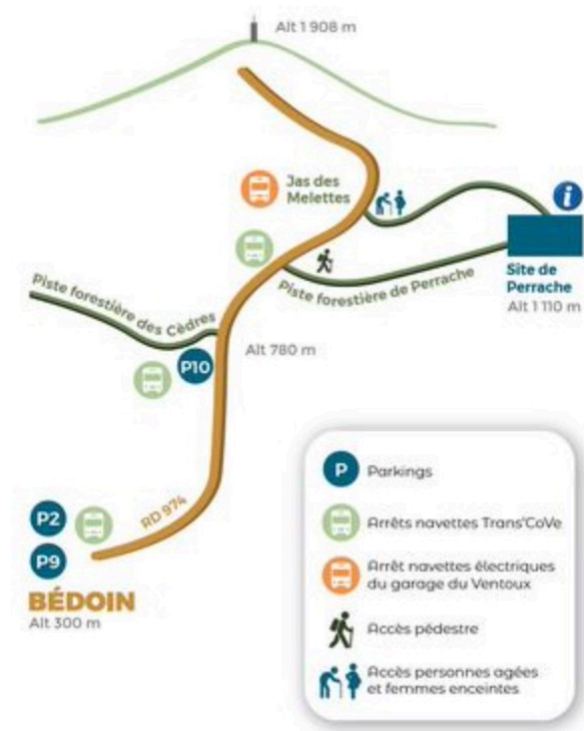 Alt 1 908 m
Jas des
Melettes
i
Piste forestière de Perrache
Site de
Perrache
Alt 1 110 m
Piste forestière des Cèdres
Alt 780 m
P10
RD 974
P2
P9
BÉDOIN
Alt 300 m
P
Parkings
Arrêts navettes Trans'CoVe
Arrêt navettes électriques
du garage du Ventoux
Accès pédestre
Accès personnes agées
et femmes enceintes